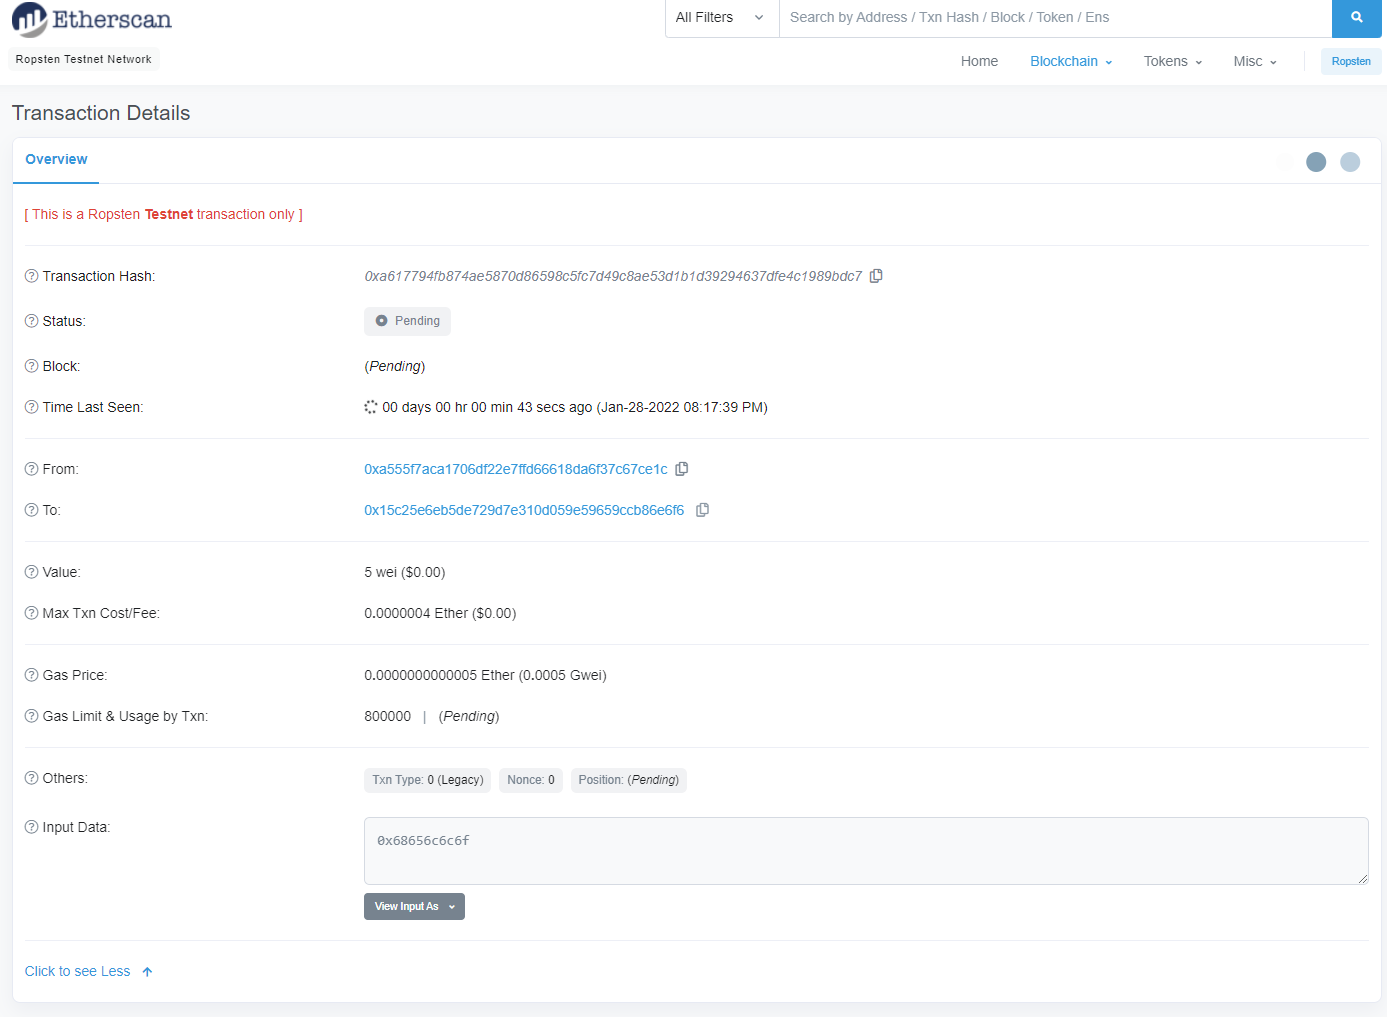 Etherscan
All Filters
Search by Address / Txn Hash / Block / Token / Ens
Ropsten Testnet Network
Home Blockchain Tokens Misc Ropsten
Transaction Details
Overview
[ This is a Ropsten Testnet transaction only ]
Transaction Hash: 0xa617794fb874ae5870d86598c5fc7d49c8ae53d1b1d39294637dfe4c1989bdc7
Status: Pending
Block: (Pending)
Time Last Seen: 00 days 00 hr 00 min 43 secs ago (Jan-28-2022 08:17:39 PM)
From: 0xa555f7aca1706df22e7ffd66618da6f37c67ce1c
To: 0x15c25e6eb5de729d7e310d059e59659ccb86e6f6
Value: 5 wei ($0.00)
Max Txn Cost/Fee: 0.0000004 Ether ($0.00)
Gas Price: 0.0000000000005 Ether (0.0005 Gwei)
Gas Limit & Usage by Txn: 800000 | (Pending)
Others: Txn Type: 0 (Legacy) Nonce: 0 Position: (Pending)
Input Data: 0x68656c6c6f
View Input As
Click to see Less